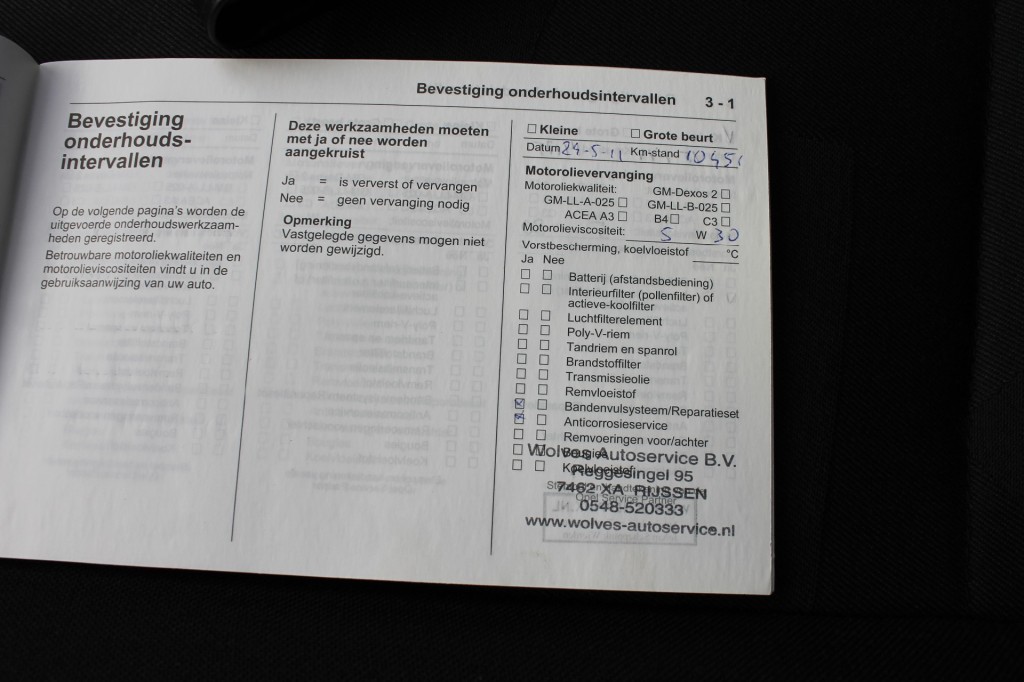 Bevestiging onderhoudsintervallen 3 - 1
Bevestiging
onderhouds-
intervallen
Op de volgende pagina's worden de
uitgevoerde onderhoudswerkzaam-
heden geregistreerd.
Betrouwbare motoroliekwaliteiten en
motorolieviscositeiten vindt u in de
gebruiksaanwijzing van uw auto.
Deze werkzaamheden moeten
met ja of nee worden
aangekruist
Ja = is ververst of vervangen
Nee = geen vervanging nodig
Opmerking
Vastgelegde gegevens mogen niet
worden gewijzigd.
☐ Kleine ☐ Grote beurt
Datum 24-5-11 Km-stand 10451
Motorolievervanging
Motoroliekwaliteit: GM-Dexos 2 ☐
GM-LL-A-025 ☐ GM-LL-B-025 ☐
ACEA A3 ☐ B4 ☐ C3 ☐
Motorolieviscositeit: 5 W 30
Vorstbescherming, koelvloeistof °C
Ja Nee
☐ ☐ Batterij (afstandsbediening)
☐ ☐ Interieurfilter (pollenfilter) of
actieve-koolfilter
☐ ☐ Luchtfilterelement
☐ ☐ Poly-V-riem
☐ ☐ Tandriem en spanrol
☐ ☐ Brandstoffilter
☐ ☐ Transmissieolie
☐ ☐ Remvloeistof
☒ ☐ Bandenvulsysteem/Reparatieset
☒ ☐ Anticorrosieservice
☐ ☐ Remvoeringen voor/achter
☐ ☐ Bougies
Wolves Autoservice B.V.
☐ ☐ Koelvloeistof
Reggesingel 95
7462 XA RIJSSEN
Opel Service Partner
0548-520333
www.wolves-autoservice.nl